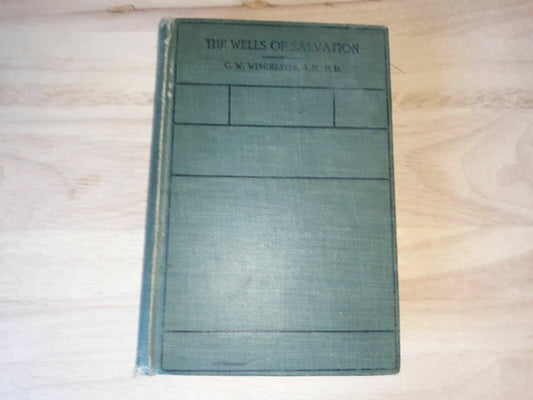 THE WELLS OF SALVATION
C. W. WINCHESTER, A. M., D. D.